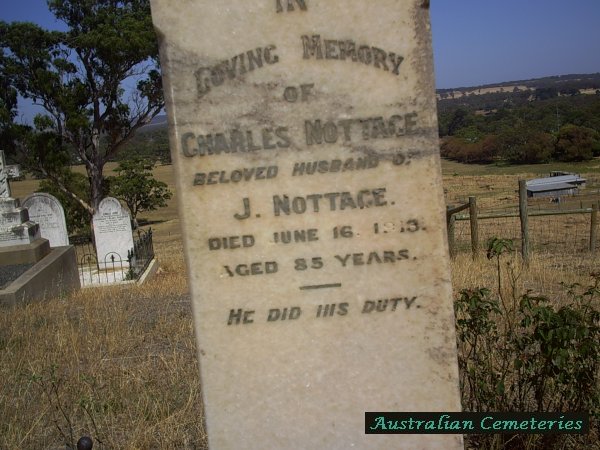 IN
LOVING MEMORY
OF
CHARLES NOTTAGE
BELOVED HUSBAND OF
J. NOTTAGE.
DIED JUNE 16. 1913.
AGED 85 YEARS.
HE DID HIS DUTY.
Australian Cemeteries